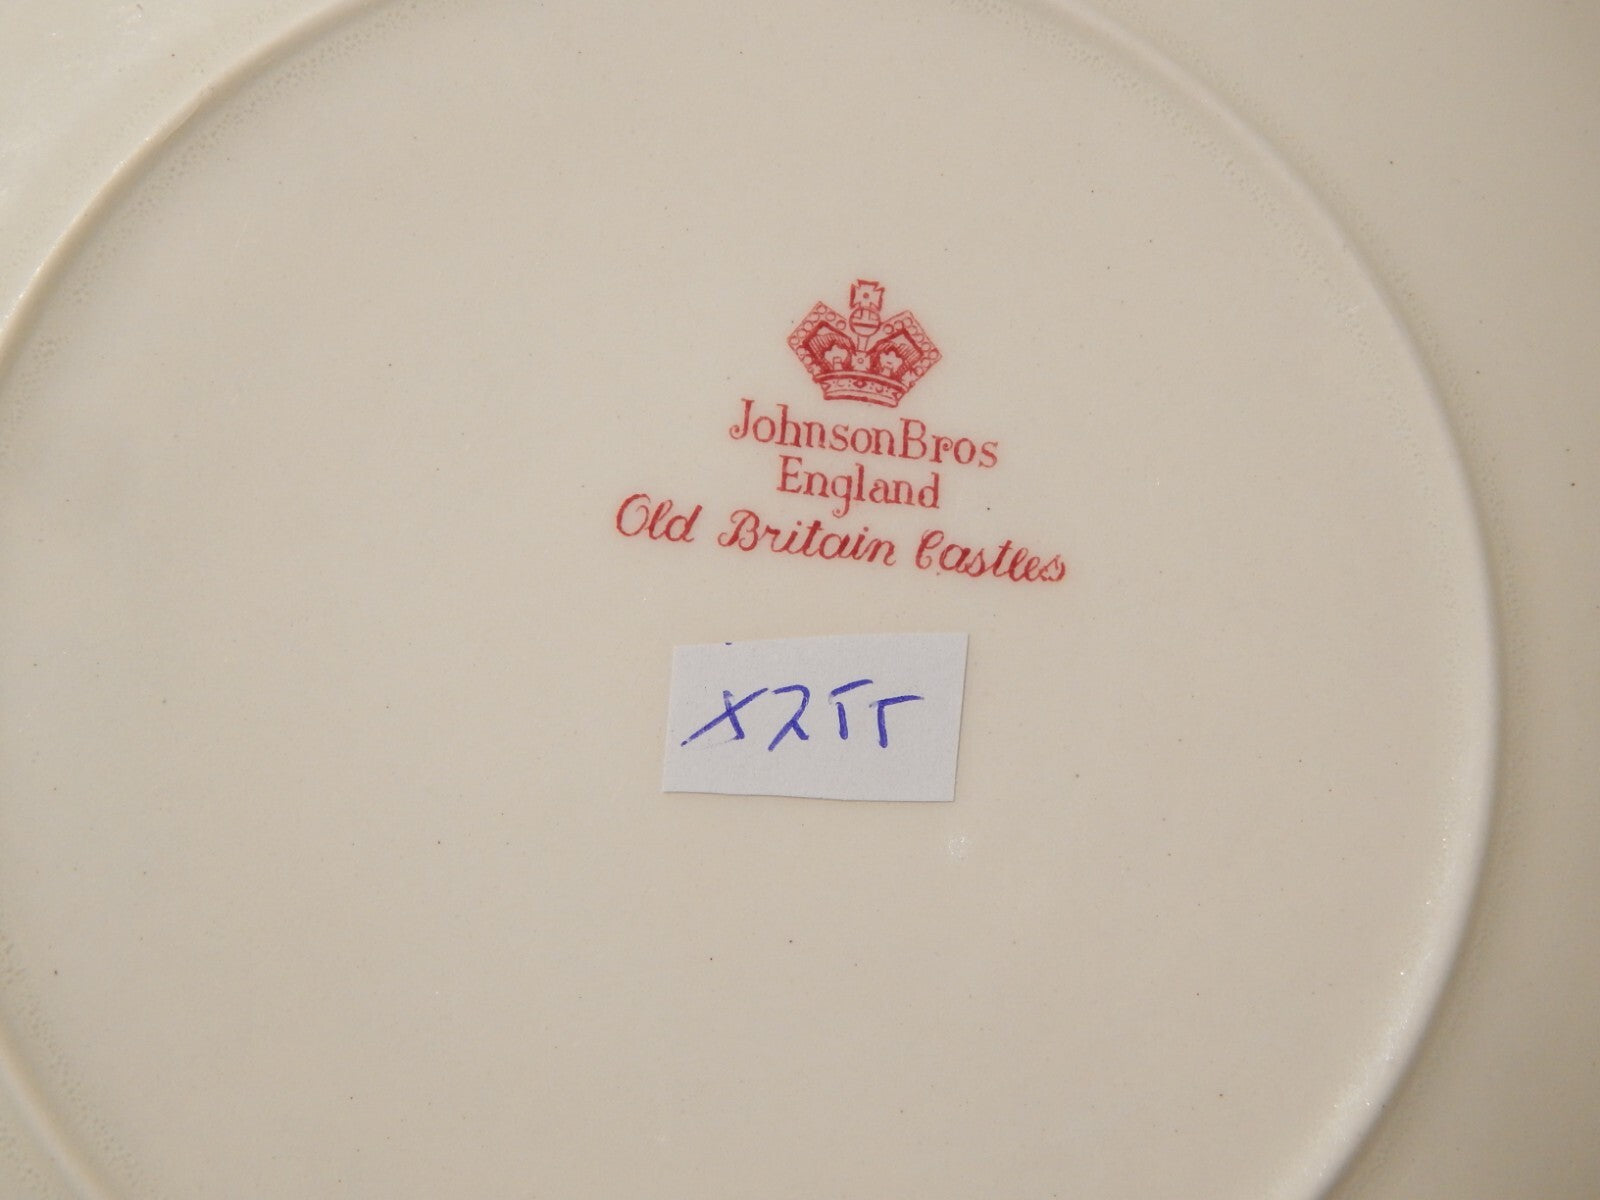 JohnsonBros
England
Old Britain Castles